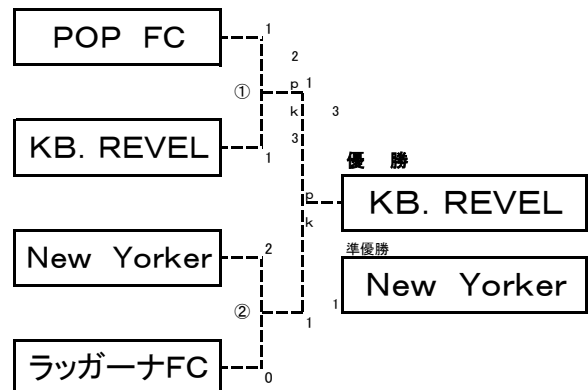 POP FC
1
2
①
p
1
k
3
3
KB. REVEL
1
優 勝
KB. REVEL
p
k
New Yorker
2
準優勝
New Yorker
②
1
1
ラッガーナFC
0